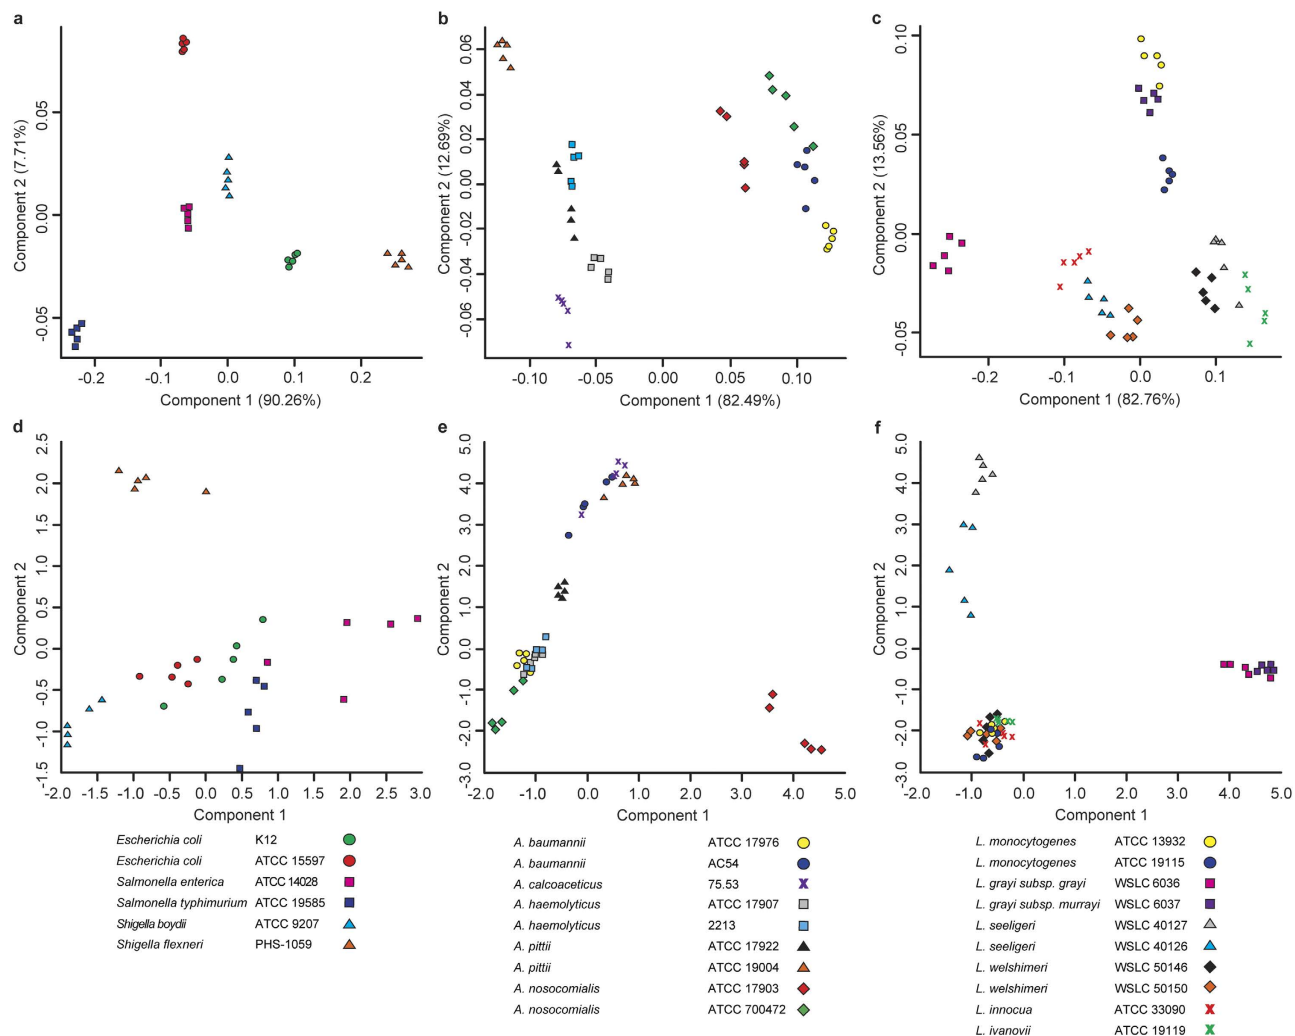 a
0.05
0.00
-0.05
Component 2 (7.71%)
-0.2
-0.1
0.0
0.1
0.2
Component 1 (90.26%)
b
0.06
0.04
0.02
0.00
-0.02
-0.04
-0.06
Component 2 (12.69%)
-0.10
-0.05
0.00
0.05
0.10
Component 1 (82.49%)
c
0.10
0.05
0.00
-0.05
Component 2 (13.56%)
-0.2
-0.1
0.0
0.1
Component 1 (82.76%)
d
2.5
2.0
1.5
1.0
0.5
0.0
-0.5
-1.0
-1.5
Component 2
-2.0 -1.5 -1.0 -0.5 0.0 0.5 1.0 1.5 2.0 2.5 3.0
Component 1
e
5.0
4.0
3.0
2.0
1.0
0.0
-1.0
-2.0
-3.0
Component 2
-2.0 -1.0 0.0 1.0 2.0 3.0 4.0 5.0
Component 1
f
5.0
4.0
3.0
2.0
1.0
0.0
-1.0
-2.0
-3.0
Component 2
-2.0 -1.0 0.0 1.0 2.0 3.0 4.0 5.0
Component 1
Escherichia coli K12
Escherichia coli ATCC 15597
Salmonella enterica ATCC 14028
Salmonella typhimurium ATCC 19585
Shigella boydii ATCC 9207
Shigella flexneri PHS-1059
A. baumannii ATCC 17976
A. baumannii AC54
A. calcoaceticus 75.53
A. haemolyticus ATCC 17907
A. haemolyticus 2213
A. pittii ATCC 17922
A. pittii ATCC 19004
A. nosocomialis ATCC 17903
A. nosocomialis ATCC 700472
L. monocytogenes ATCC 13932
L. monocytogenes ATCC 19115
L. grayi subsp. grayi WSLC 6036
L. grayi subsp. murrayi WSLC 6037
L. seeligeri WSLC 40127
L. seeligeri WSLC 40126
L. welshimeri WSLC 50146
L. welshimeri WSLC 50150
L. innocua ATCC 33090
L. ivanovii ATCC 19119